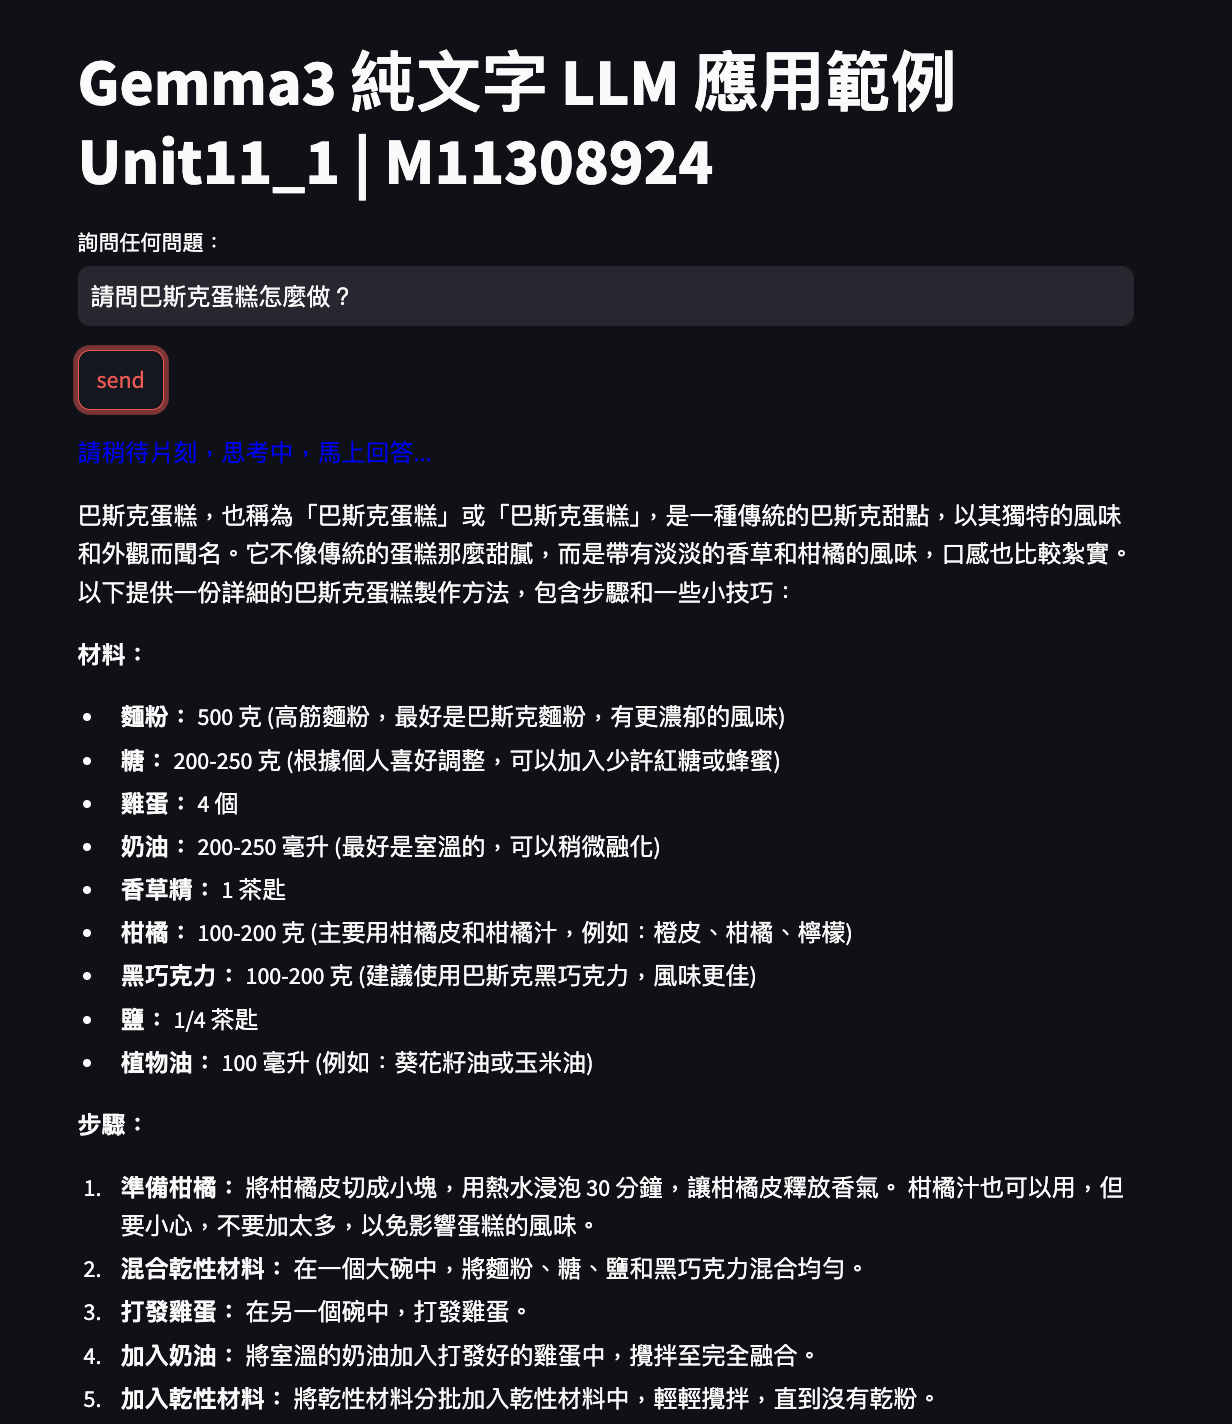 Gemma3 純文字 LLM 應用範例
Unit11_1 | M11308924
詢問任何問題：
請問巴斯克蛋糕怎麼做？
send
請稍待片刻，思考中，馬上回答...
巴斯克蛋糕，也稱為「巴斯克蛋糕」或「巴斯克蛋糕」，是一種傳統的巴斯克甜點，以其獨特的風味
和外觀而聞名。它不像傳統的蛋糕那麼甜膩，而是帶有淡淡的香草和柑橘的風味，口感也比較紮實。
以下提供一份詳細的巴斯克蛋糕製作方法，包含步驟和一些小技巧：
材料：
• 麵粉： 500 克 (高筋麵粉，最好是巴斯克麵粉，有更濃郁的風味)
• 糖： 200-250 克 (根據個人喜好調整，可以加入少許紅糖或蜂蜜)
• 雞蛋： 4 個
• 奶油： 200-250 毫升 (最好是室溫的，可以稍微融化)
• 香草精： 1 茶匙
• 柑橘： 100-200 克 (主要用柑橘皮和柑橘汁，例如：橙皮、柑橘、檸檬)
• 黑巧克力： 100-200 克 (建議使用巴斯克黑巧克力，風味更佳)
• 鹽： 1/4 茶匙
• 植物油： 100 毫升 (例如：葵花籽油或玉米油)
步驟：
1. 準備柑橘： 將柑橘皮切成小塊，用熱水浸泡 30 分鐘，讓柑橘皮釋放香氣。 柑橘汁也可以用，但
要小心，不要加太多，以免影響蛋糕的風味。
2. 混合乾性材料： 在一個大碗中，將麵粉、糖、鹽和黑巧克力混合均勻。
3. 打發雞蛋： 在另一個碗中，打發雞蛋。
4. 加入奶油： 將室溫的奶油加入打發好的雞蛋中，攪拌至完全融合。
5. 加入乾性材料： 將乾性材料分批加入乾性材料中，輕輕攪拌，直到沒有乾粉。